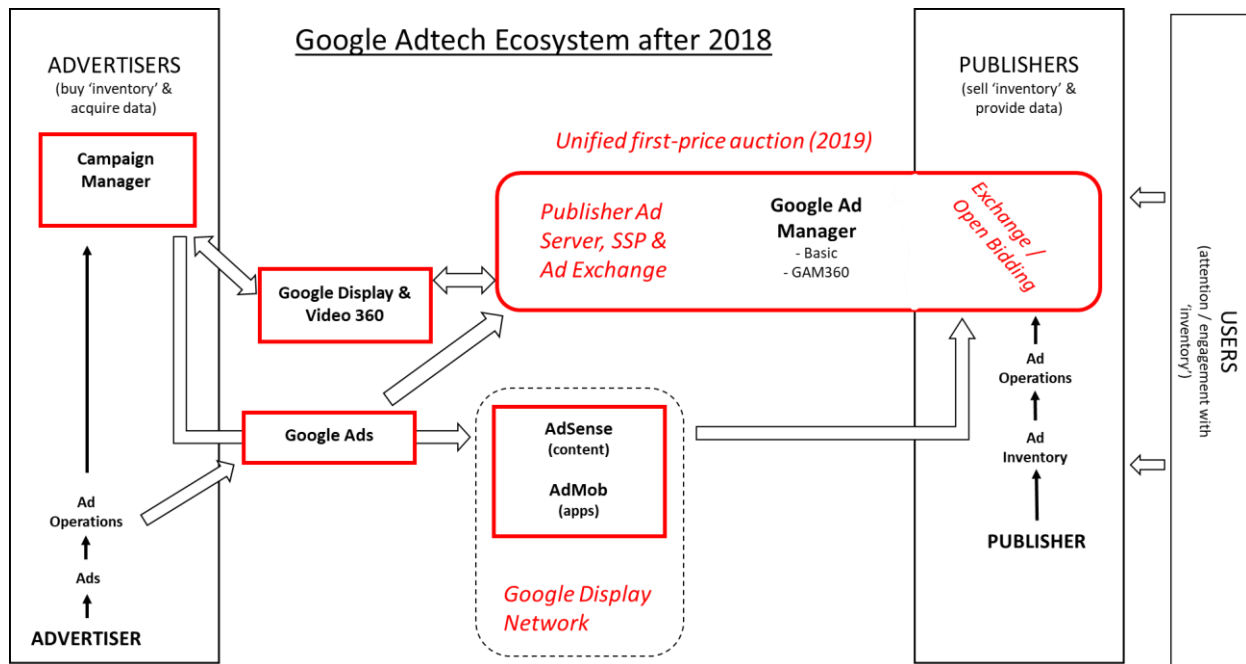 Google Adtech Ecosystem after 2018
ADVERTISERS
(buy ‘inventory’ &
acquire data)
Campaign
Manager
Ad
Operations
Ads
ADVERTISER
Google Display &
Video 360
Google Ads
Unified first-price auction (2019)
Publisher Ad
Server, SSP &
Ad Exchange
Google Ad
Manager
- Basic
- GAM360
Exchange /
Open Bidding
AdSense
(content)
AdMob
(apps)
Google Display
Network
PUBLISHERS
(sell ‘inventory’ &
provide data)
Ad
Operations
Ad
Inventory
PUBLISHER
USERS
(attention / engagement with
‘inventory’)